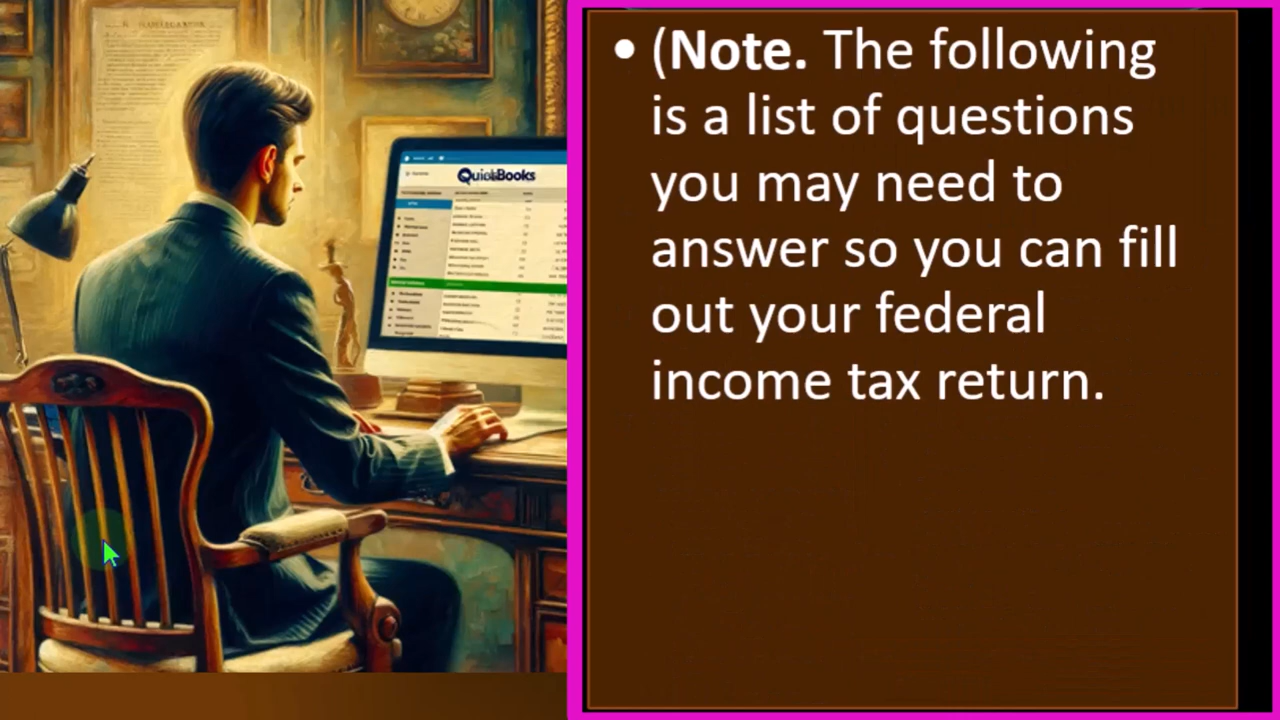 QuickBooks
• (Note. The following
is a list of questions
you may need to
answer so you can fill
out your federal
income tax return.